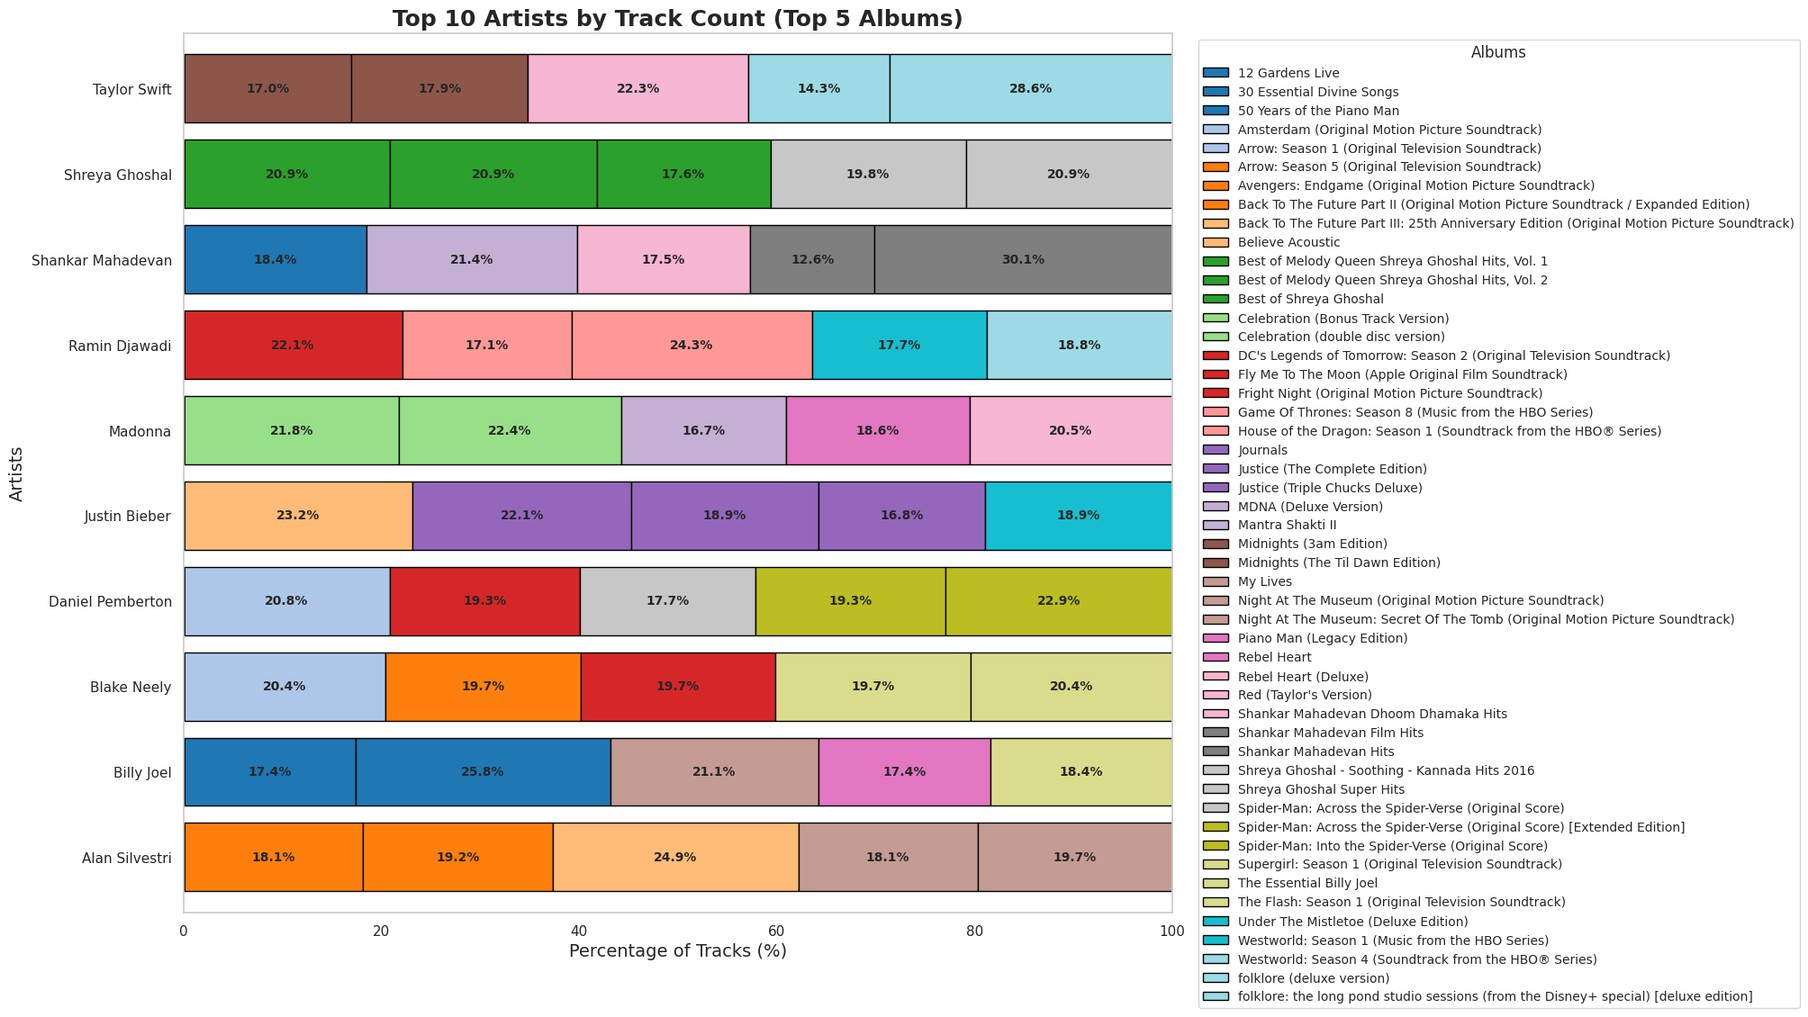 Top 10 Artists by Track Count (Top 5 Albums)
Artists
Taylor Swift
17.0% 17.9% 22.3% 14.3% 28.6%
Shreya Ghoshal
20.9% 20.9% 17.6% 19.8% 20.9%
Shankar Mahadevan
18.4% 21.4% 17.5% 12.6% 30.1%
Ramin Djawadi
22.1% 17.1% 24.3% 17.7% 18.8%
Madonna
21.8% 22.4% 16.7% 18.6% 20.5%
Justin Bieber
23.2% 22.1% 18.9% 16.8% 18.9%
Daniel Pemberton
20.8% 19.3% 17.7% 19.3% 22.9%
Blake Neely
20.4% 19.7% 19.7% 19.7% 20.4%
Billy Joel
17.4% 25.8% 21.1% 17.4% 18.4%
Alan Silvestri
18.1% 19.2% 24.9% 18.1% 19.7%
0 20 40 60 80 100
Percentage of Tracks (%)
Albums
12 Gardens Live
30 Essential Divine Songs
50 Years of the Piano Man
Amsterdam (Original Motion Picture Soundtrack)
Arrow: Season 1 (Original Television Soundtrack)
Arrow: Season 5 (Original Television Soundtrack)
Avengers: Endgame (Original Motion Picture Soundtrack)
Back To The Future Part II (Original Motion Picture Soundtrack / Expanded Edition)
Back To The Future Part III: 25th Anniversary Edition (Original Motion Picture Soundtrack)
Believe Acoustic
Best of Melody Queen Shreya Ghoshal Hits, Vol. 1
Best of Melody Queen Shreya Ghoshal Hits, Vol. 2
Best of Shreya Ghoshal
Celebration (Bonus Track Version)
Celebration (double disc version)
DC's Legends of Tomorrow: Season 2 (Original Television Soundtrack)
Fly Me To The Moon (Apple Original Film Soundtrack)
Fright Night (Original Motion Picture Soundtrack)
Game Of Thrones: Season 8 (Music from the HBO Series)
House of the Dragon: Season 1 (Soundtrack from the HBO® Series)
Journals
Justice (The Complete Edition)
Justice (Triple Chucks Deluxe)
MDNA (Deluxe Version)
Mantra Shakti II
Midnights (3am Edition)
Midnights (The Til Dawn Edition)
My Lives
Night At The Museum (Original Motion Picture Soundtrack)
Night At The Museum: Secret Of The Tomb (Original Motion Picture Soundtrack)
Piano Man (Legacy Edition)
Rebel Heart
Rebel Heart (Deluxe)
Red (Taylor's Version)
Shankar Mahadevan Dhoom Dhamaka Hits
Shankar Mahadevan Film Hits
Shankar Mahadevan Hits
Shreya Ghoshal - Soothing - Kannada Hits 2016
Shreya Ghoshal Super Hits
Spider-Man: Across the Spider-Verse (Original Score)
Spider-Man: Across the Spider-Verse (Original Score) [Extended Edition]
Spider-Man: Into the Spider-Verse (Original Score)
Supergirl: Season 1 (Original Television Soundtrack)
The Essential Billy Joel
The Flash: Season 1 (Original Television Soundtrack)
Under The Mistletoe (Deluxe Edition)
Westworld: Season 1 (Music from the HBO Series)
Westworld: Season 4 (Soundtrack from the HBO® Series)
folklore (deluxe version)
folklore: the long pond studio sessions (from the Disney+ special) [deluxe edition]